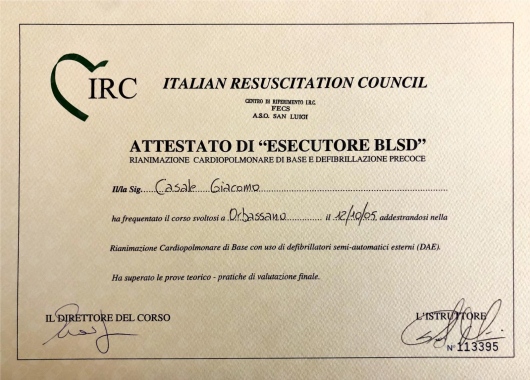 IRC
ITALIAN RESUSCITATION COUNCIL
CENTRO DI RIFERIMENTO I.R.C.
FECS
A.S.O. SAN LUIGI
ATTESTATO DI “ESECUTORE BLSD”
RIANIMAZIONE CARDIOPOLMONARE DI BASE E DEFIBRILLAZIONE PRECOCE
Il/la Sig. Casale Giacomo
ha frequentato il corso svoltosi a Orbassano il 12/10/05 addestrandosi nella
Rianimazione Cardiopolmonare di Base con uso di defibrillatori semi-automatici esterni (DAE).
Ha superato le prove teorico - pratiche di valutazione finale.
IL DIRETTORE DEL CORSO
L'ISTRUTTORE
N° 113395